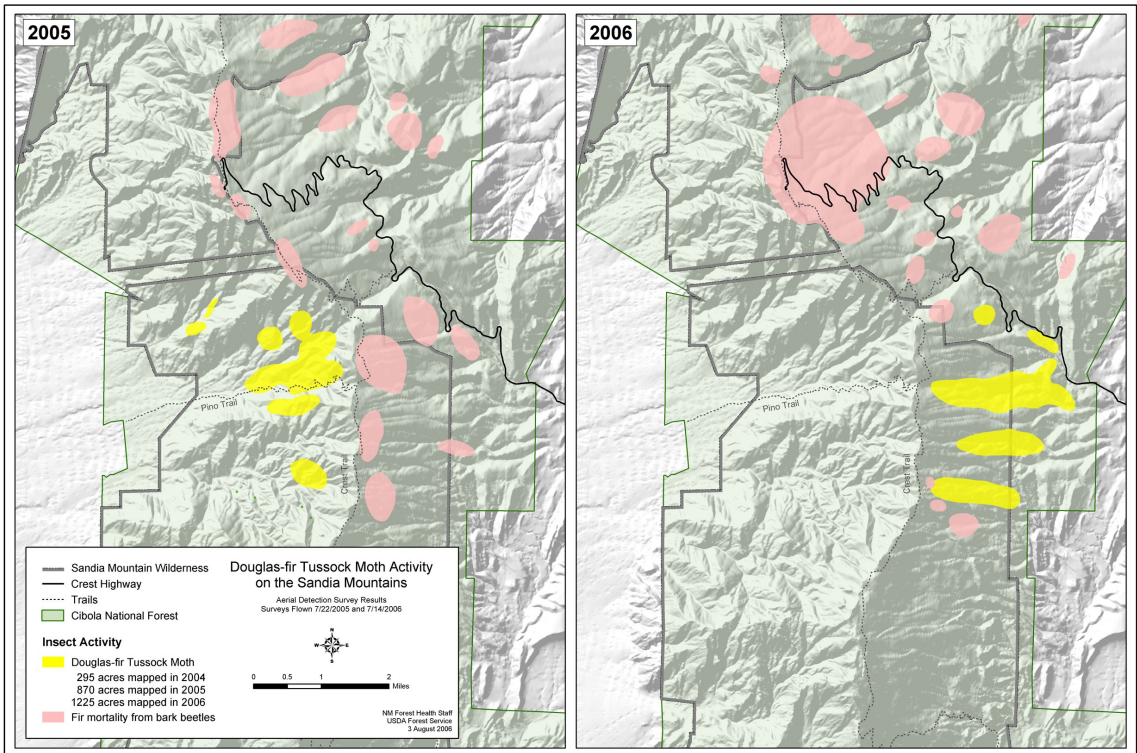 2005
Pino Trail
Crest Trail
Sandia Mountain Wilderness
Crest Highway
Trails
Cibola National Forest
Insect Activity
Douglas-fir Tussock Moth
295 acres mapped in 2004
870 acres mapped in 2005
1225 acres mapped in 2006
Fir mortality from bark beetles
Douglas-fir Tussock Moth Activity
on the Sandia Mountains
Aerial Detection Survey Results
Surveys Flown 7/22/2005 and 7/14/2006
N
W E
S
0 0.5 1 2
Miles
NM Forest Health Staff
USDA Forest Service
3 August 2006
2006
Pino Trail
Crest Trail